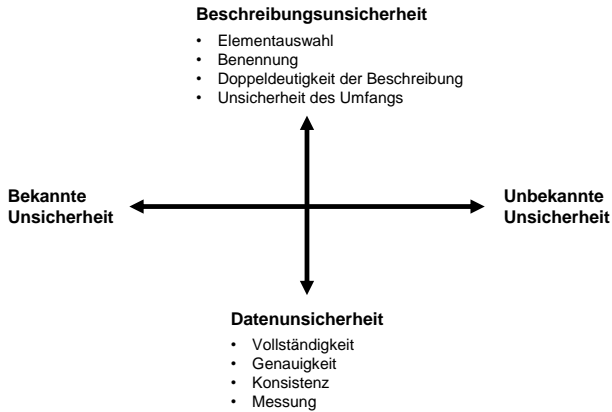 Beschreibungsunsicherheit
• Elementauswahl
• Benennung
• Doppeldeutigkeit der Beschreibung
• Unsicherheit des Umfangs
Bekannte
Unsicherheit
Unbekannte
Unsicherheit
Datenunsicherheit
• Vollständigkeit
• Genauigkeit
• Konsistenz
• Messung